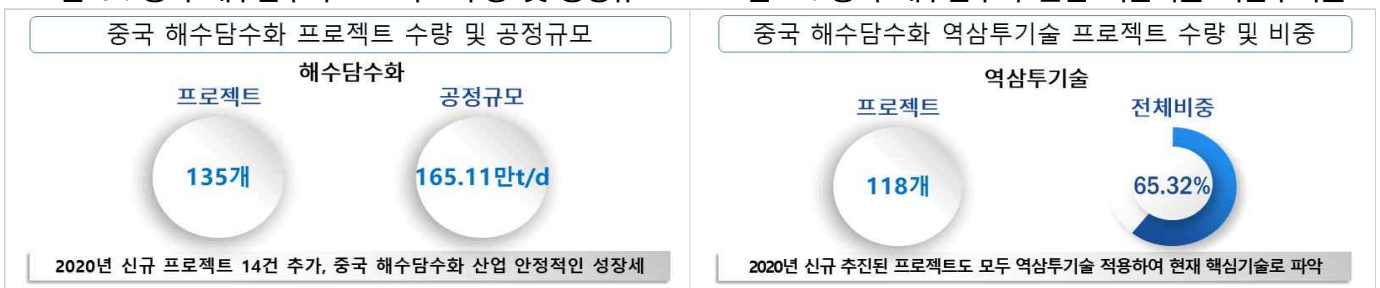 중국 해수담수화 프로젝트 수량 및 공정규모
해수담수화
프로젝트
공정규모
135개
165.11만t/d
2020년 신규 프로젝트 14건 추가, 중국 해수담수화 산업 안정적인 성장세
중국 해수담수화 역삼투기술 프로젝트 수량 및 비중
역삼투기술
프로젝트
전체비중
118개
65.32%
2020년 신규 추진된 프로젝트도 모두 역삼투기술 적용하여 현재 핵심기술로 파악